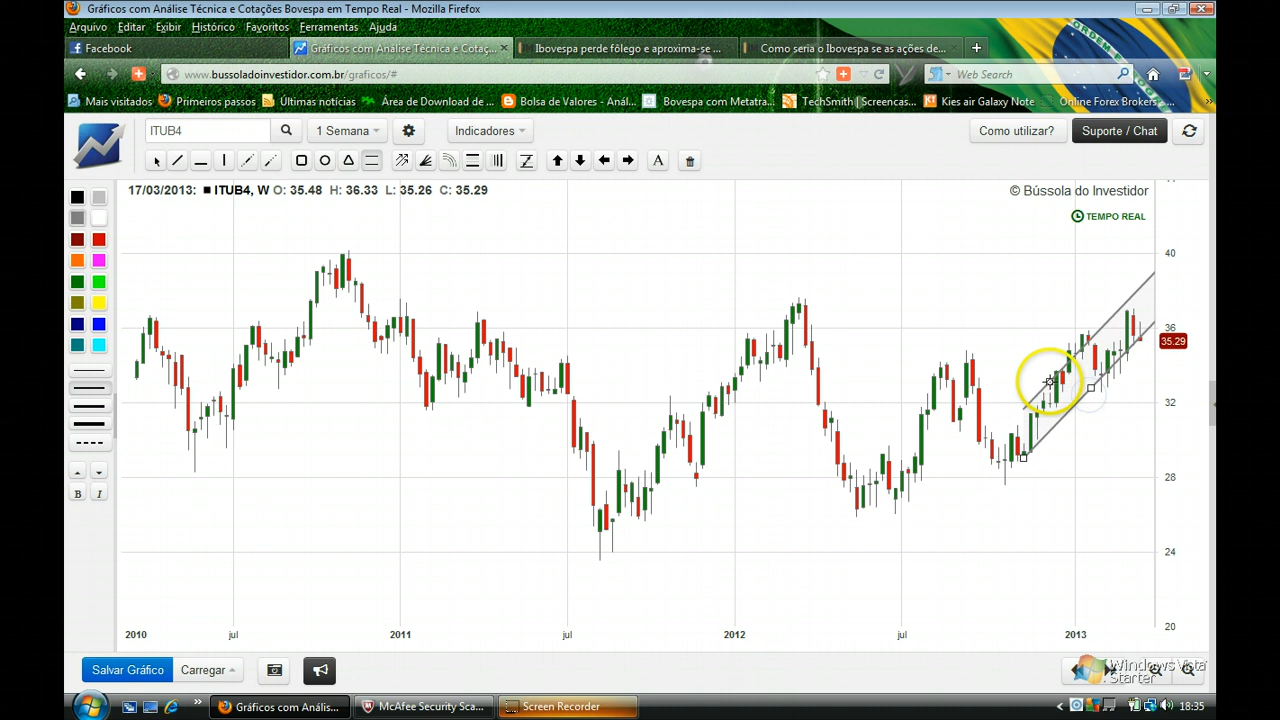 Gráficos com Análise Técnica e Cotações Bovespa em Tempo Real - Mozilla Firefox
Arquivo Editar Exibir Histórico Favoritos Ferramentas Ajuda
Facebook
Gráficos com Análise Técnica e Cotaç...
Ibovespa perde fôlego e aproxima-se ...
Como seria o Ibovespa se as ações de...
www.bussoladoinvestidor.com.br/graficos/#
Web Search
Mais visitados
Primeiros passos
Últimas notícias
Área de Download de ...
Bolsa de Valores - Anál...
Bovespa com Metatra...
TechSmith | Screencas...
Kies air Galaxy Note
Online Forex Brokers -...
ITUB4
1 Semana
Indicadores
Como utilizar?
Suporte / Chat
A
17/03/2013: ITUB4, W O: 35.48 H: 36.33 L: 35.26 C: 35.29
© Bússola do Investidor
TEMPO REAL
40
36
35.29
32
28
24
20
B I
2010 jul 2011 jul 2012 jul 2013
Salvar Gráfico
Carregar
Windows Vista
Starter
Gráficos com Anális...
McAfee Security Sca...
Screen Recorder
18:35